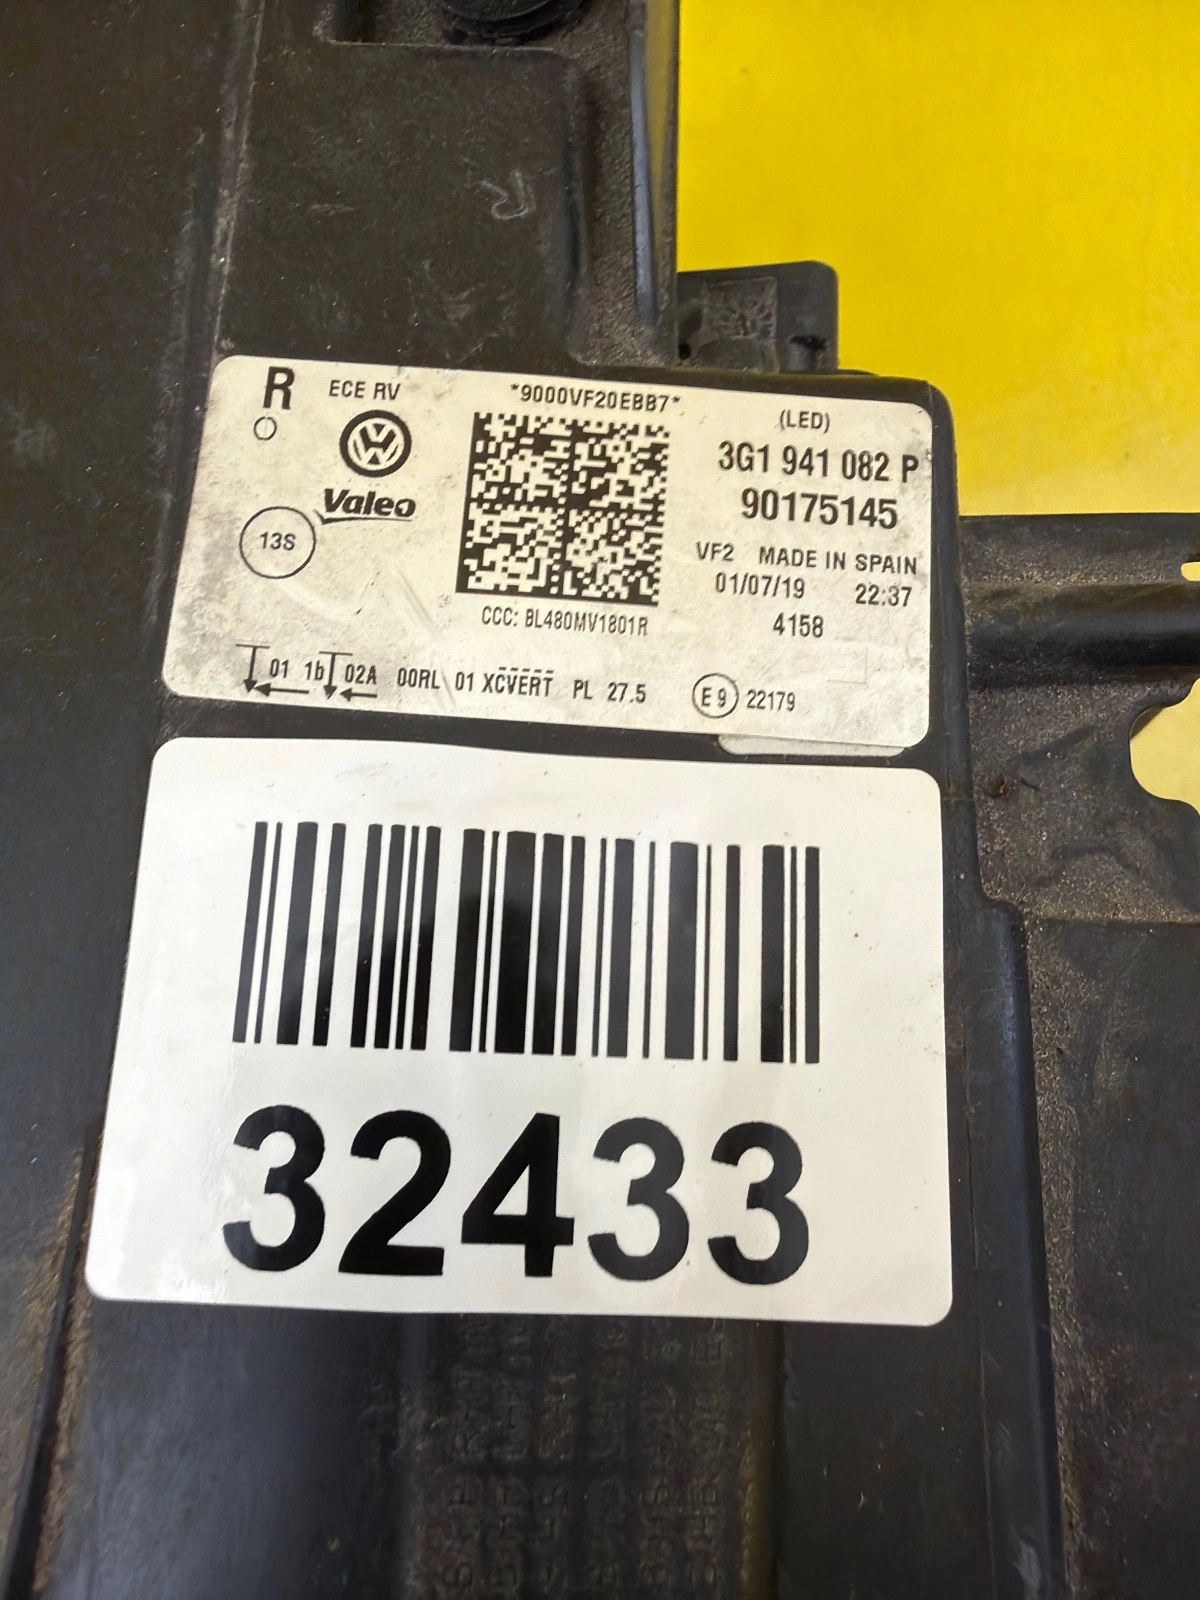 R
ECE RV
*9000VF20EBB7*
(LED)
3G1 941 082 P
Valeo
90175145
13S
VF2 MADE IN SPAIN
01/07/19 22:37
CCC: BL480MV1801R
4158
01 1b 02A 00RL 01 XCVERT PL 27.5
E9 22179
32433